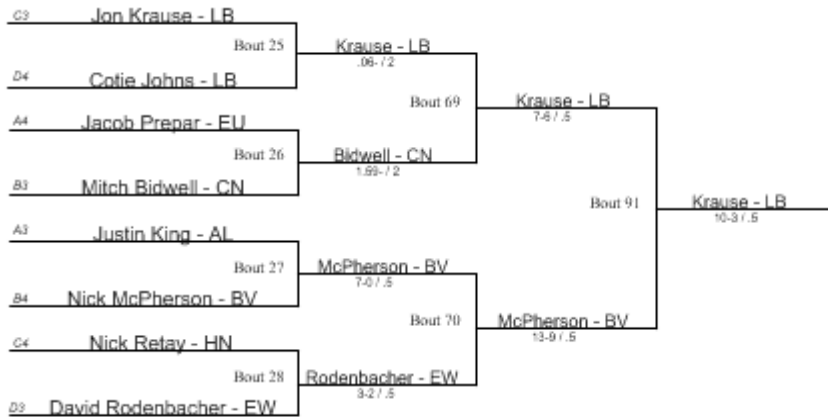 C3 Jon Krause - LB
Bout 25
Krause - LB
.06- / 2
D4 Cotie Johns - LB
Bout 69
Krause - LB
7-6 / .5
A4 Jacob Prepar - EU
Bout 26
Bidwell - CN
1.59- / 2
B3 Mitch Bidwell - CN
Bout 91
Krause - LB
10-3 / .5
A3 Justin King - AL
Bout 27
McPherson - BV
7-0 / .5
B4 Nick McPherson - BV
Bout 70
McPherson - BV
13-9 / .5
C4 Nick Retay - HN
Bout 28
Rodenbacher - EW
3-2 / .5
D3 David Rodenbacher - EW